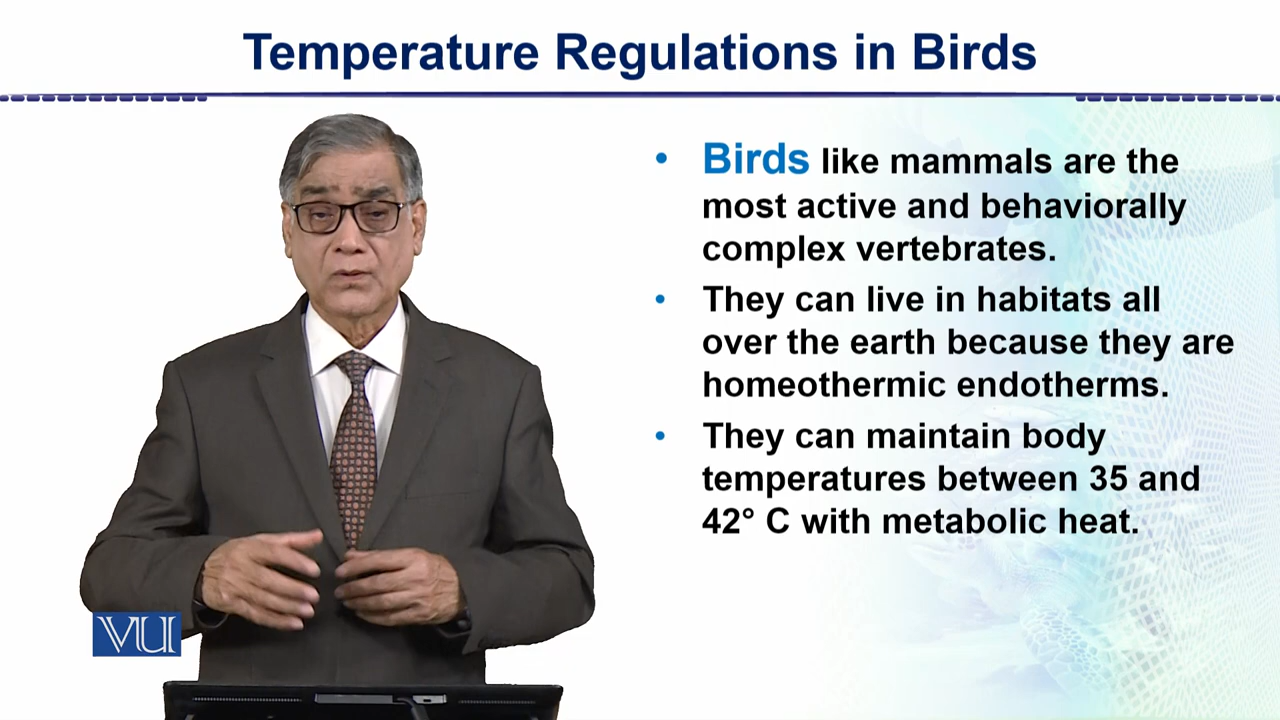 Temperature Regulations in Birds
• Birds like mammals are the
most active and behaviorally
complex vertebrates.
• They can live in habitats all
over the earth because they are
homeothermic endotherms.
• They can maintain body
temperatures between 35 and
42° C with metabolic heat.
VU